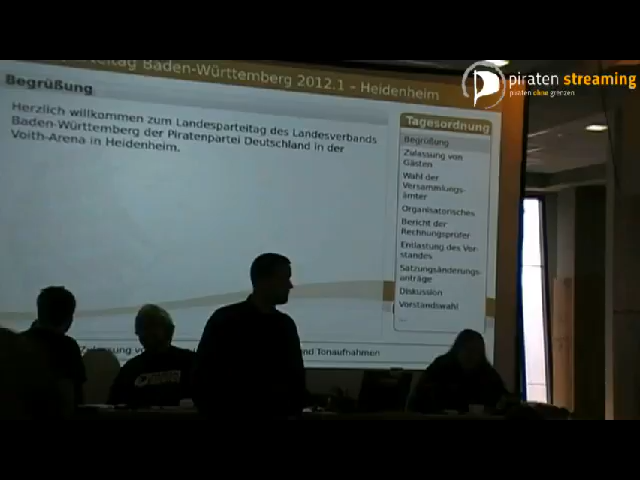 piraten streaming
piraten ohne grenzen
Baden-Württemberg 2012.1 - Heidenheim
Begrüßung
Herzlich willkommen zum Landesparteitag des Landesverbands
Baden-Württemberg der Piratenpartei Deutschland in der
Voith-Arena in Heidenheim.
Tagesordnung
Begrüßung
Zulassung von
Gästen
Wahl der
Versammlungs-
ämter
Organisatorisches
Bericht der
Rechnungsprüfer
Entlastung des Vor-
standes
Satzungsänderungs-
anträge
Diskussion
Vorstandswahl
...
Zulassung
nd Tonaufnahmen